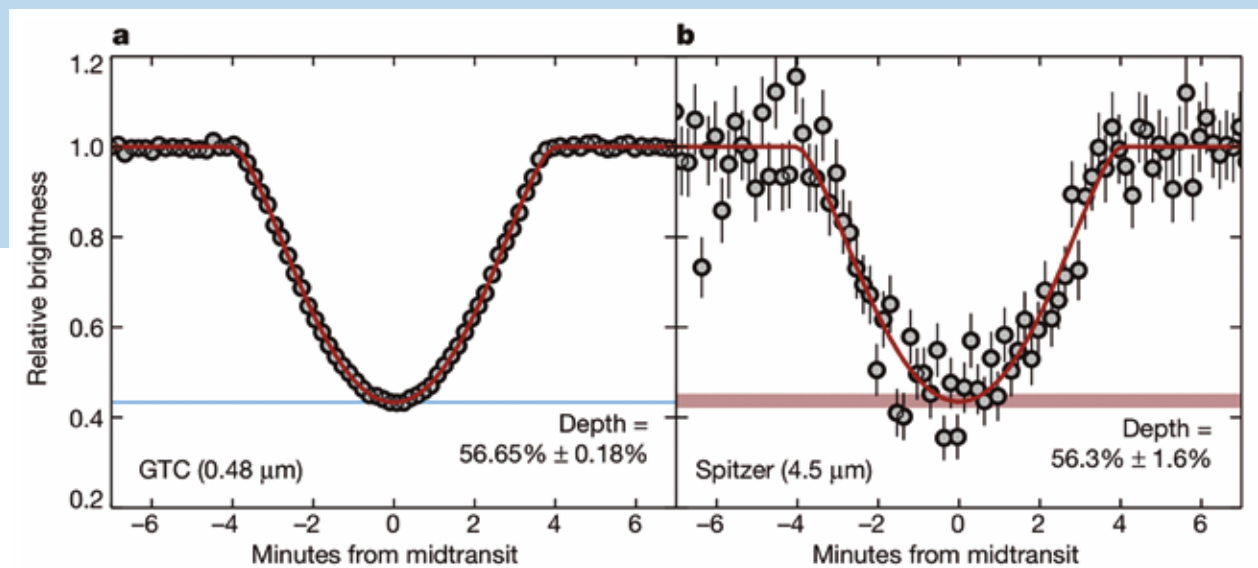 a
b
Relative brightness
1.2
1.0
0.8
0.6
0.4
0.2
Depth =
56.65% ± 0.18%
GTC (0.48 μm)
Depth =
56.3% ± 1.6%
Spitzer (4.5 μm)
−6 −4 −2 0 2 4 6
−6 −4 −2 0 2 4 6
Minutes from midtransit
Minutes from midtransit